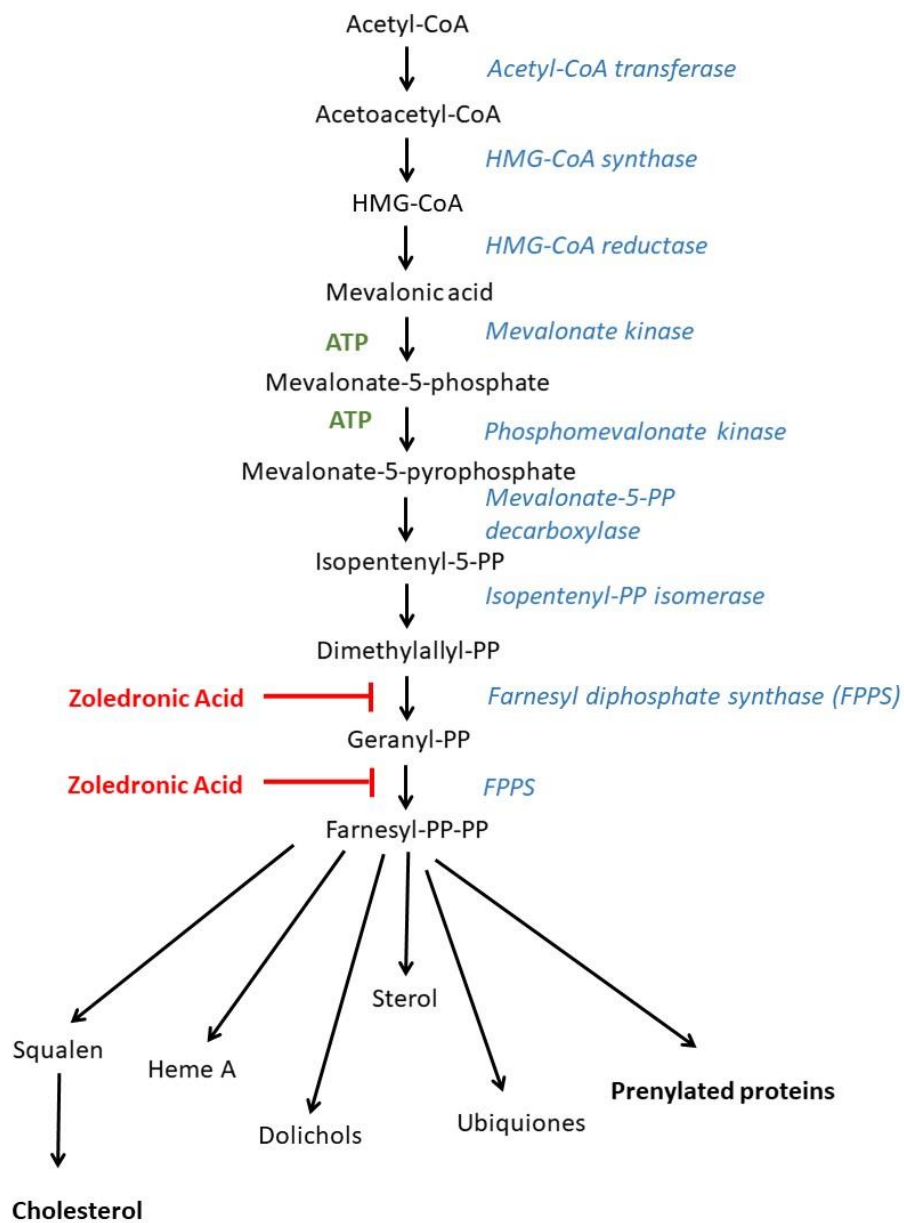 Acetyl-CoA
Acetyl-CoA transferase
Acetoacetyl-CoA
HMG-CoA synthase
HMG-CoA
HMG-CoA reductase
Mevalonic acid
ATP
Mevalonate kinase
Mevalonate-5-phosphate
ATP
Phosphomevalonate kinase
Mevalonate-5-pyrophosphate
Mevalonate-5-PP
decarboxylase
Isopentenyl-5-PP
Isopentenyl-PP isomerase
Dimethylallyl-PP
Zoledronic Acid
Farnesyl diphosphate synthase (FPPS)
Geranyl-PP
Zoledronic Acid
FPPS
Farnesyl-PP-PP
Sterol
Squalen
Heme A
Prenylated proteins
Dolichols
Ubiquiones
Cholesterol